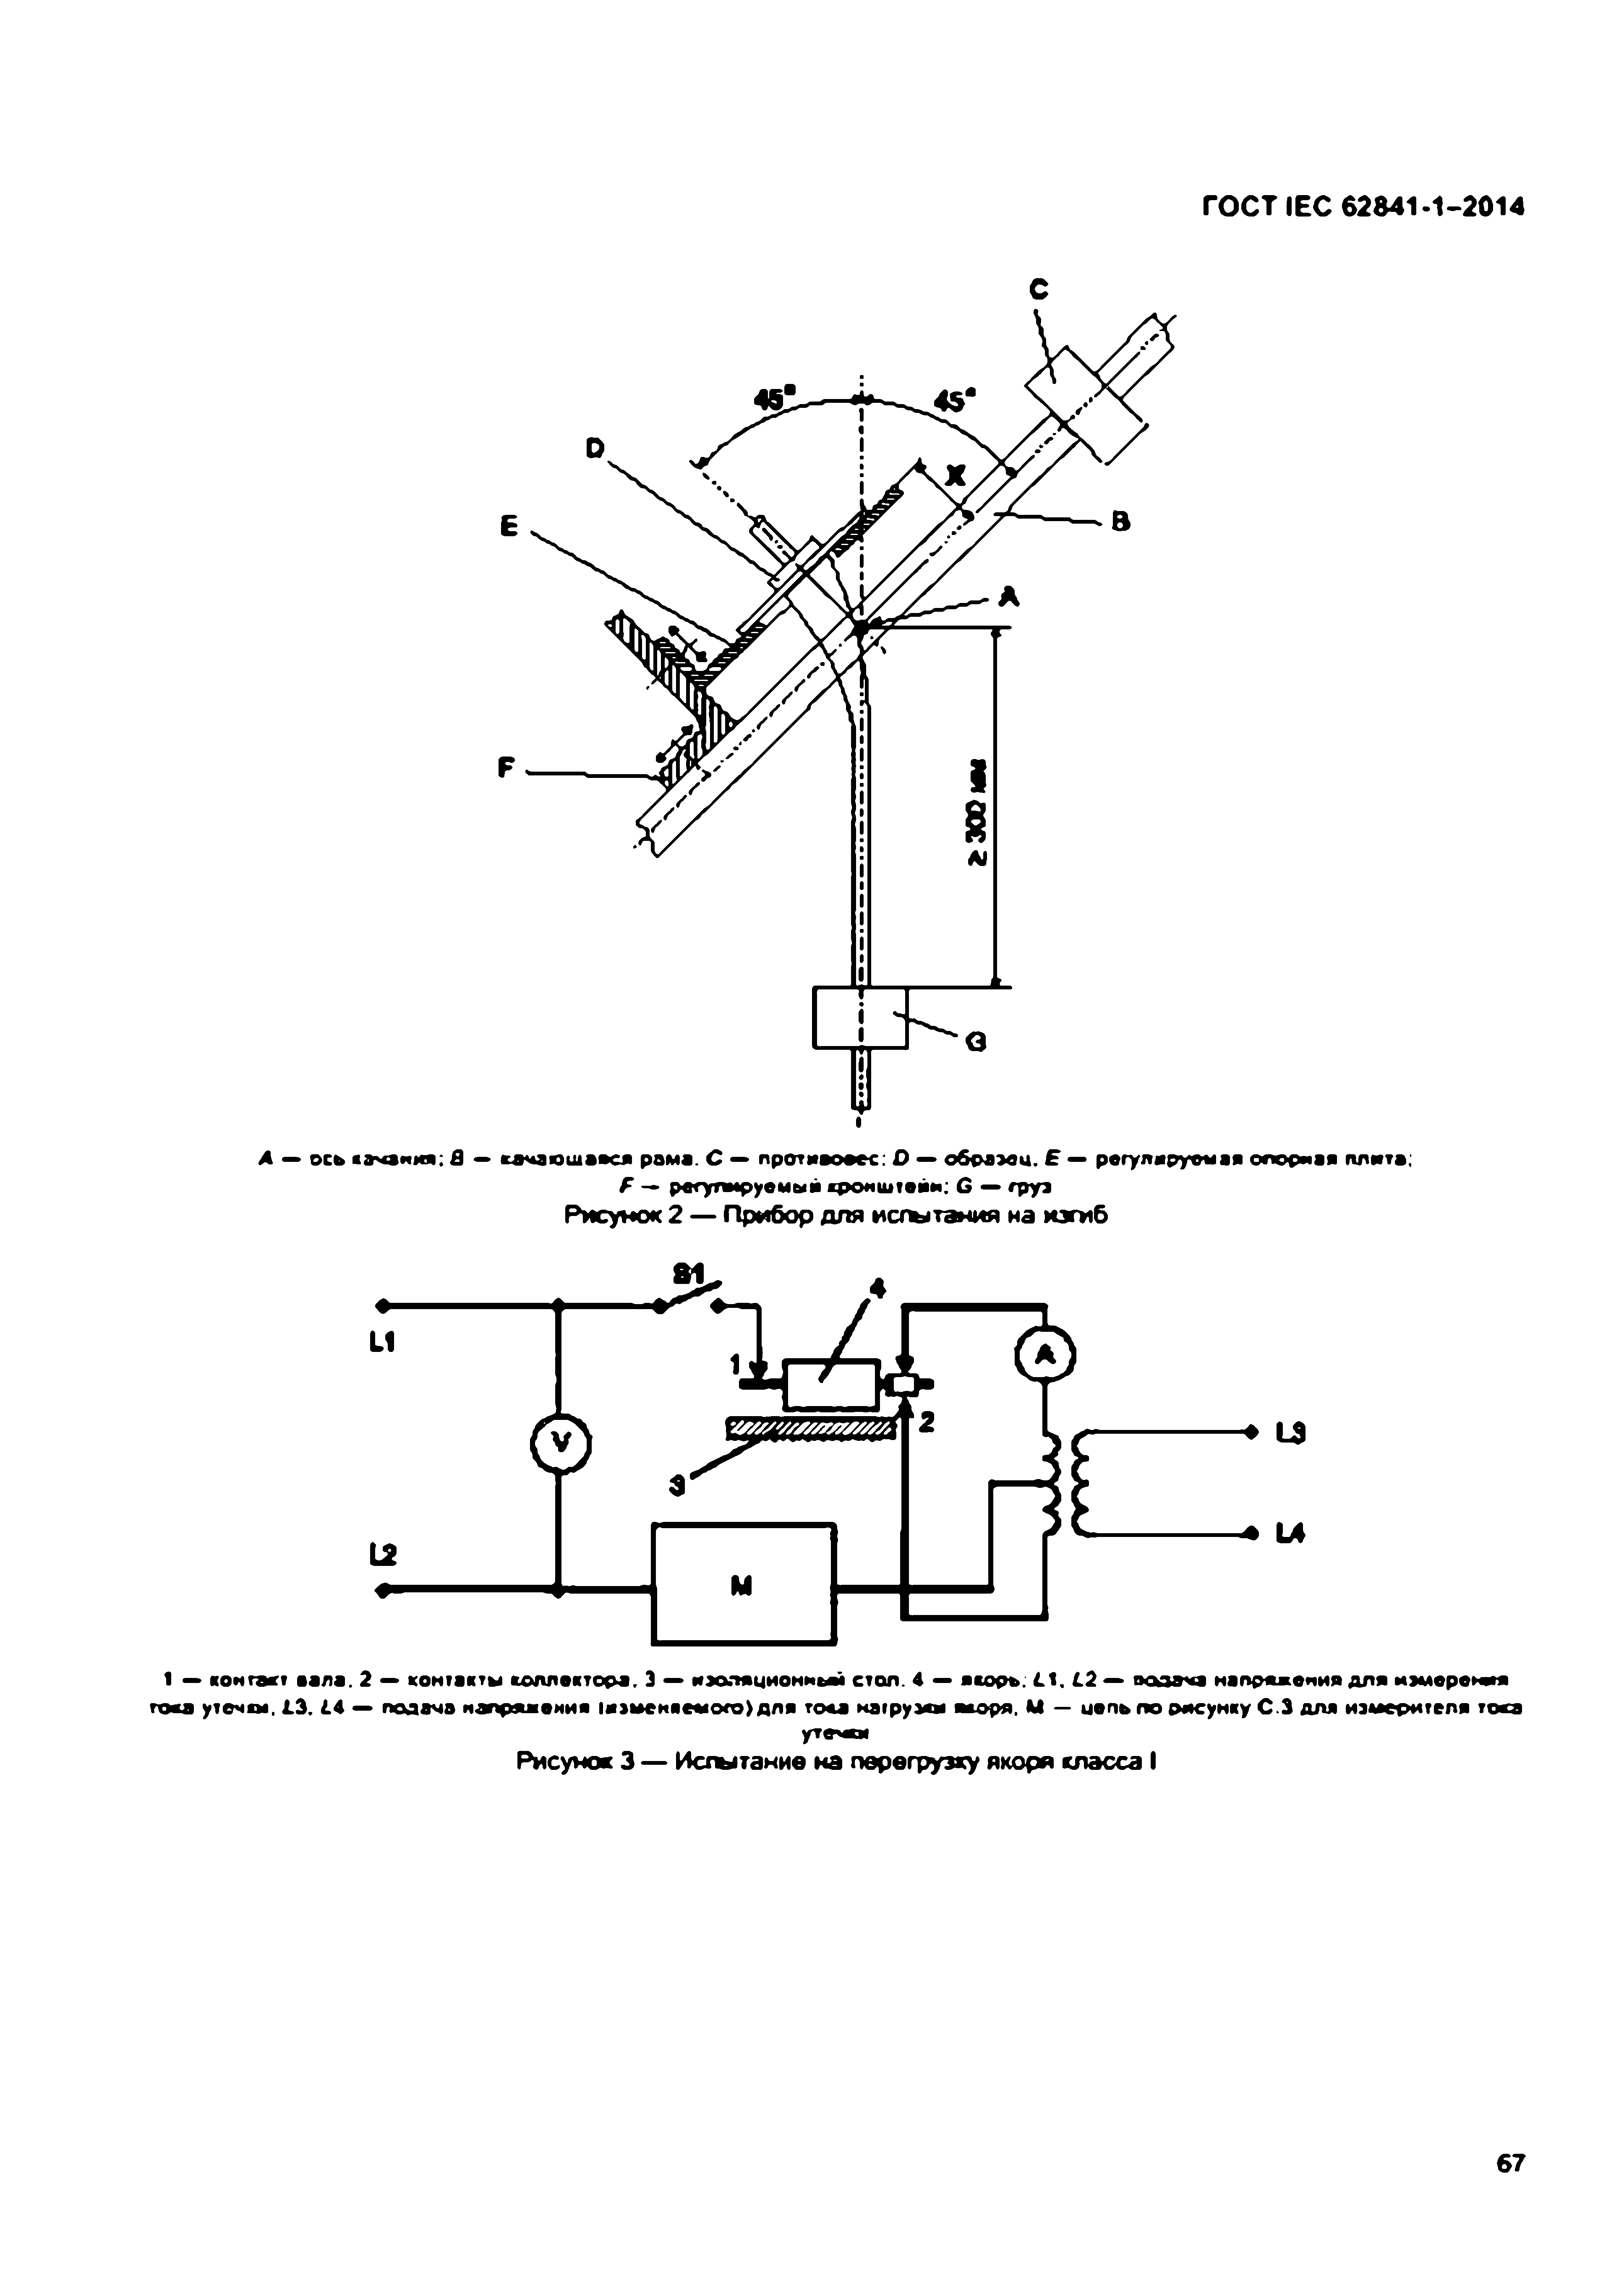 ГОСТ IEC 62841-1-2014
C
45°
45°
D
X
E
B
A
F
≥ 300 мм
G
A — ось качания; B — качающаяся рама. C — противовес; D — образец, E — регулируемая опорная плита;
F — регулируемый кронштейн; G — груз
Рисунок 2 — Прибор для испытания на изгиб
S1
4
L1
1
A
2
V
L3
3
L4
L2
M
1 — контакт вала, 2 — контакты коллектора, 3 — изоляционный стол. 4 — якорь; L1, L2 — подача напряжения для измерения
тока утечки, L3, L4 — подача напряжения (изменяемого) для тока нагрузки якоря, M — цепь по рисунку С.3 для измерителя тока
утечки
Рисунок 3 — Испытание на перегрузку якоря класса I
67